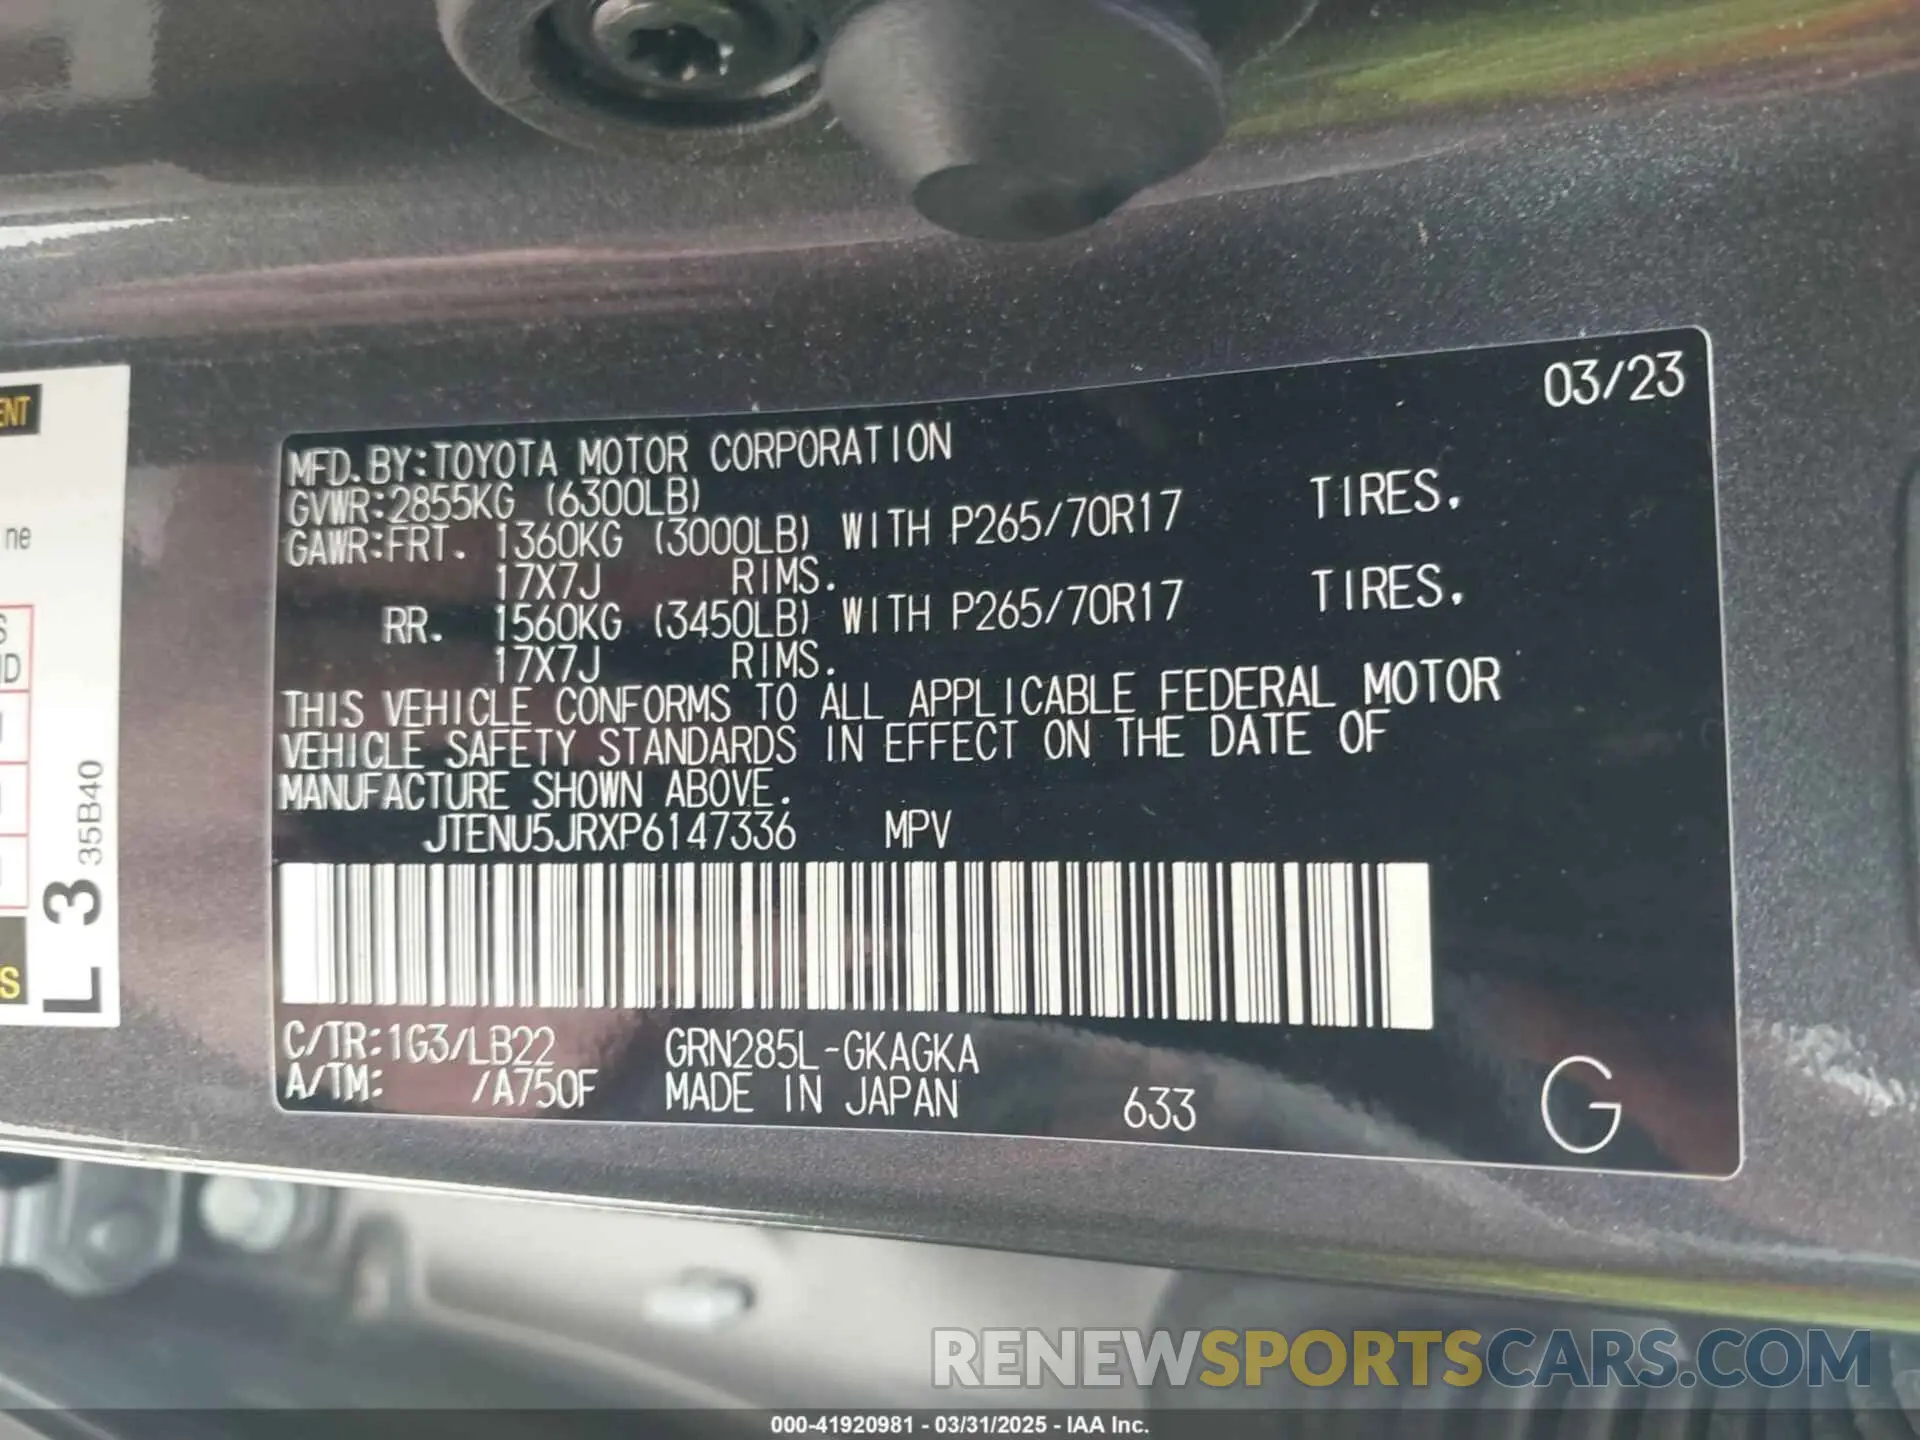 03/23
MFD.BY:TOYOTA MOTOR CORPORATION
GVWR:2855KG (6300LB)
GAWR:FRT. 1360KG (3000LB) WITH P265/70R17 TIRES.
17X7J RIMS.
RR. 1560KG (3450LB) WITH P265/70R17 TIRES.
17X7J RIMS.
THIS VEHICLE CONFORMS TO ALL APPLICABLE FEDERAL MOTOR
VEHICLE SAFETY STANDARDS IN EFFECT ON THE DATE OF
MANUFACTURE SHOWN ABOVE.
JTENU5JRXP6147336 MPV
C/TR:1G3/LB22 GRN285L-GKAGKA
A/TM: /A750F MADE IN JAPAN 633 G
L 3 35B40
RENEWSPORTSCARS.COM
000-41920981 - 03/31/2025 - IAA Inc.